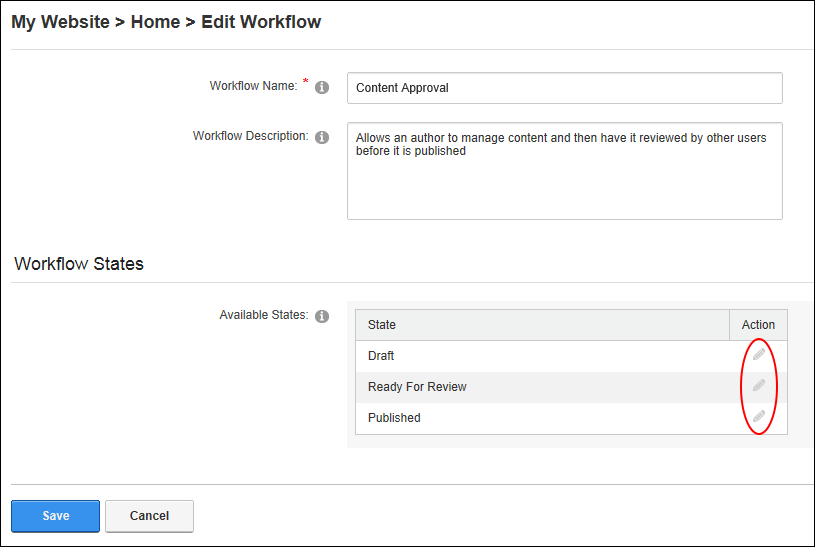 My Website > Home > Edit Workflow
Workflow Name: *
Content Approval
Workflow Description:
Allows an author to manage content and then have it reviewed by other users
before it is published
Workflow States
Available States:
State Action
Draft
Ready For Review
Published
Save Cancel